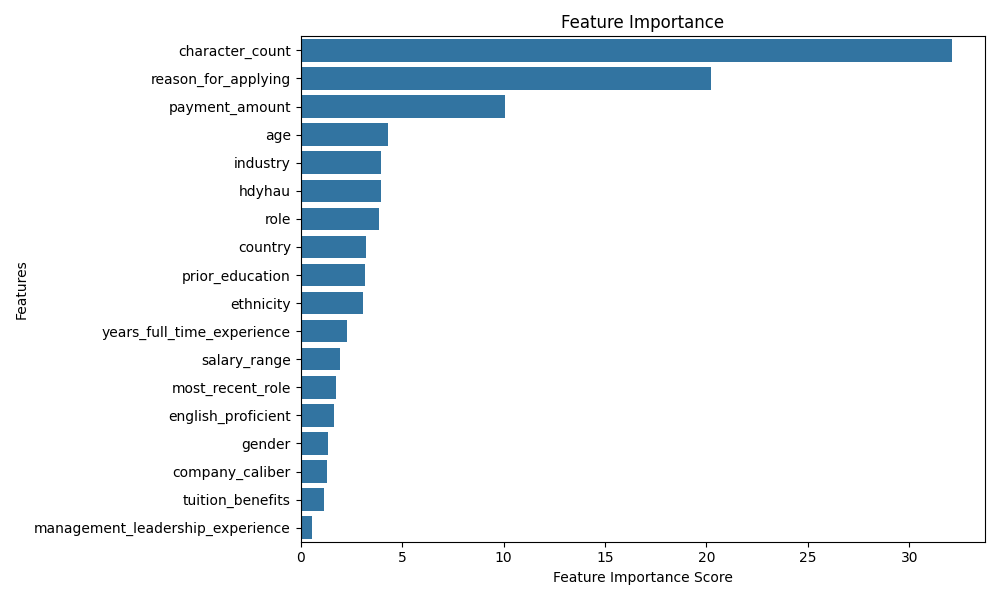 Feature Importance
character_count
reason_for_applying
payment_amount
age
industry
hdyhau
role
country
prior_education
ethnicity
years_full_time_experience
salary_range
most_recent_role
english_proficient
gender
company_caliber
tuition_benefits
management_leadership_experience
Features
0 5 10 15 20 25 30
Feature Importance Score